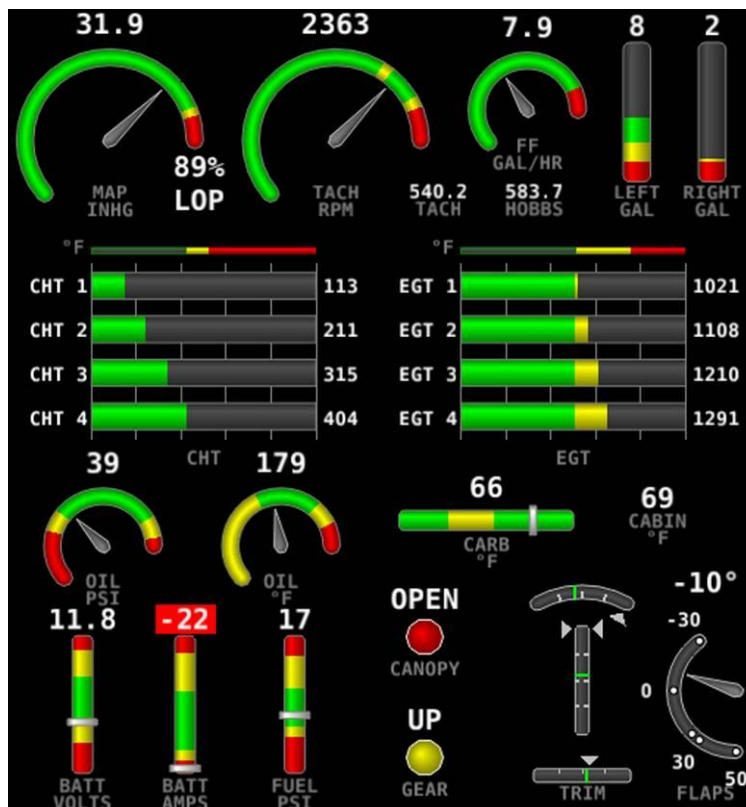 31.9
2363
7.9
8
2
89%
LOP
MAP
INHG
TACH
RPM
540.2
TACH
FF
GAL/HR
583.7
HOBBS
LEFT
GAL
RIGHT
GAL
°F
CHT 1 113
CHT 2 211
CHT 3 315
CHT 4 404
CHT
°F
EGT 1 1021
EGT 2 1108
EGT 3 1210
EGT 4 1291
EGT
39
OIL
PSI
179
OIL
°F
66
CARB
°F
69
CABIN
°F
11.8
BATT
VOLTS
-22
BATT
AMPS
17
FUEL
PSI
OPEN
CANOPY
UP
GEAR
TRIM
-10°
-30
0
30
50
FLAPS